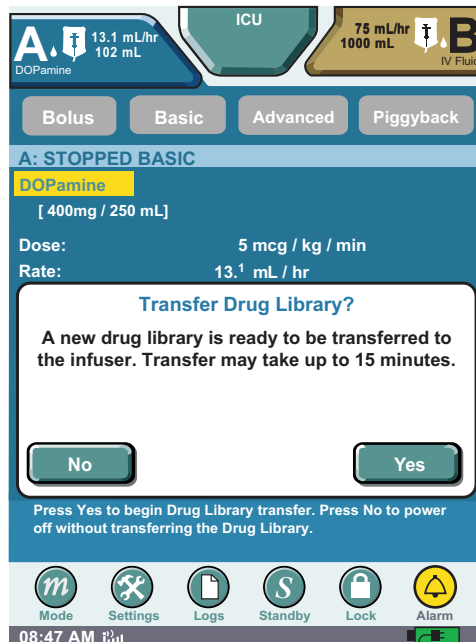 ICU
A 13.1 mL/hr
102 mL
DOPamine
75 mL/hr
1000 mL
B
IV Fluid
Bolus Basic Advanced Piggyback
A: STOPPED BASIC
DOPamine
[ 400mg / 250 mL]
Dose: 5 mcg / kg / min
Rate: 13.1 mL / hr
Transfer Drug Library?
A new drug library is ready to be transferred to
the infuser. Transfer may take up to 15 minutes.
No Yes
Press Yes to begin Drug Library transfer. Press No to power
off without transferring the Drug Library.
m S
Mode Settings Logs Standby Lock Alarm
08:47 AM